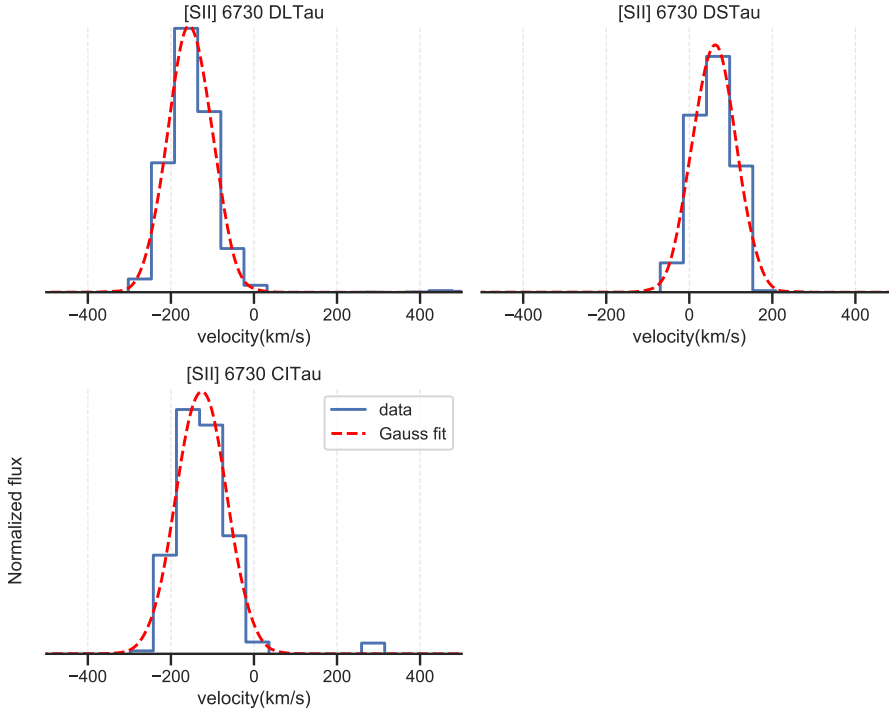 [SII] 6730 DLTau
−400 −200 0 200 400
velocity(km/s)
[SII] 6730 DSTau
−400 −200 0 200 400
velocity(km/s)
[SII] 6730 CITau
data
Gauss fit
Normalized flux
−400 −200 0 200 400
velocity(km/s)